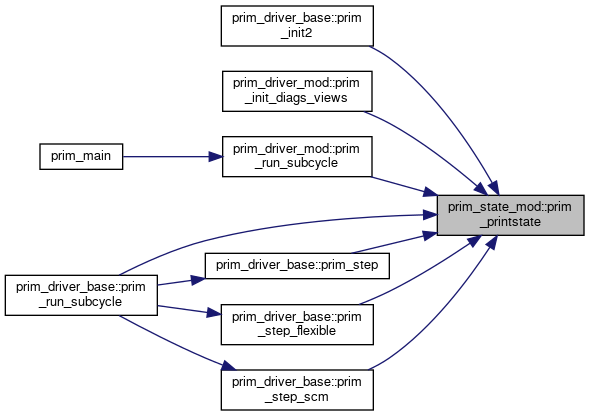 prim_driver_base::prim
_init2
prim_driver_mod::prim
_init_diags_views
prim_main
prim_driver_mod::prim
_run_subcycle
prim_state_mod::prim
_printstate
prim_driver_base::prim_step
prim_driver_base::prim
_run_subcycle
prim_driver_base::prim
_step_flexible
prim_driver_base::prim
_step_scm